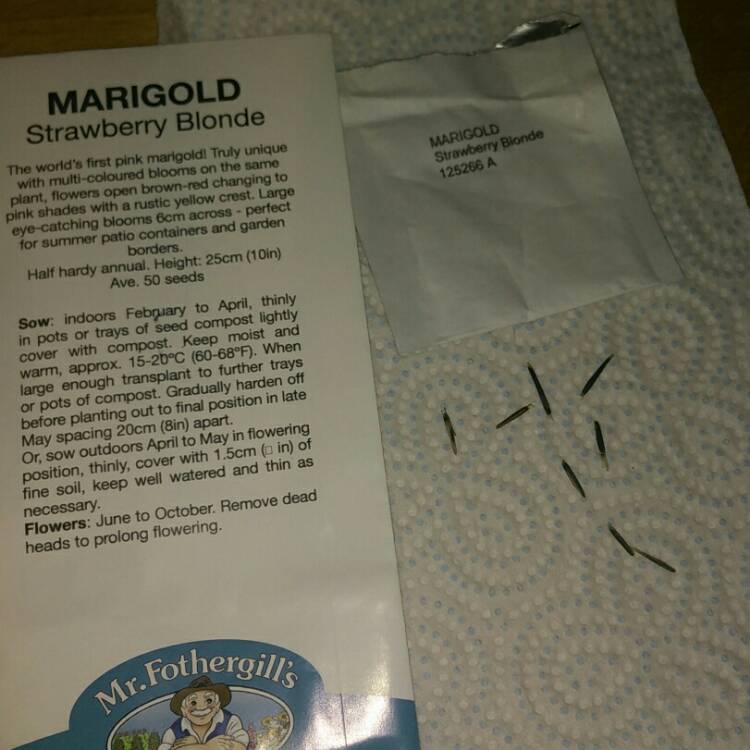 MARIGOLD
Strawberry Blonde
The world's first pink marigold! Truly unique
with multi-coloured blooms on the same
plant, flowers open brown-red changing to
pink shades with a rustic yellow crest. Large
eye-catching blooms 6cm across - perfect
for summer patio containers and garden
borders.
Half hardy annual. Height: 25cm (10in)
Ave. 50 seeds
Sow: indoors February to April, thinly
in pots or trays of seed compost lightly
cover with compost. Keep moist and
warm, approx. 15-20°C (60-68°F). When
large enough transplant to further trays
or pots of compost. Gradually harden off
before planting out to final position in late
May spacing 20cm (8in) apart.
Or, sow outdoors April to May in flowering
position, thinly, cover with 1.5cm (□ in) of
fine soil, keep well watered and thin as
necessary.
Flowers: June to October. Remove dead
heads to prolong flowering.
Mr.Fothergill's
MARIGOLD
Strawberry Blonde
125266 A